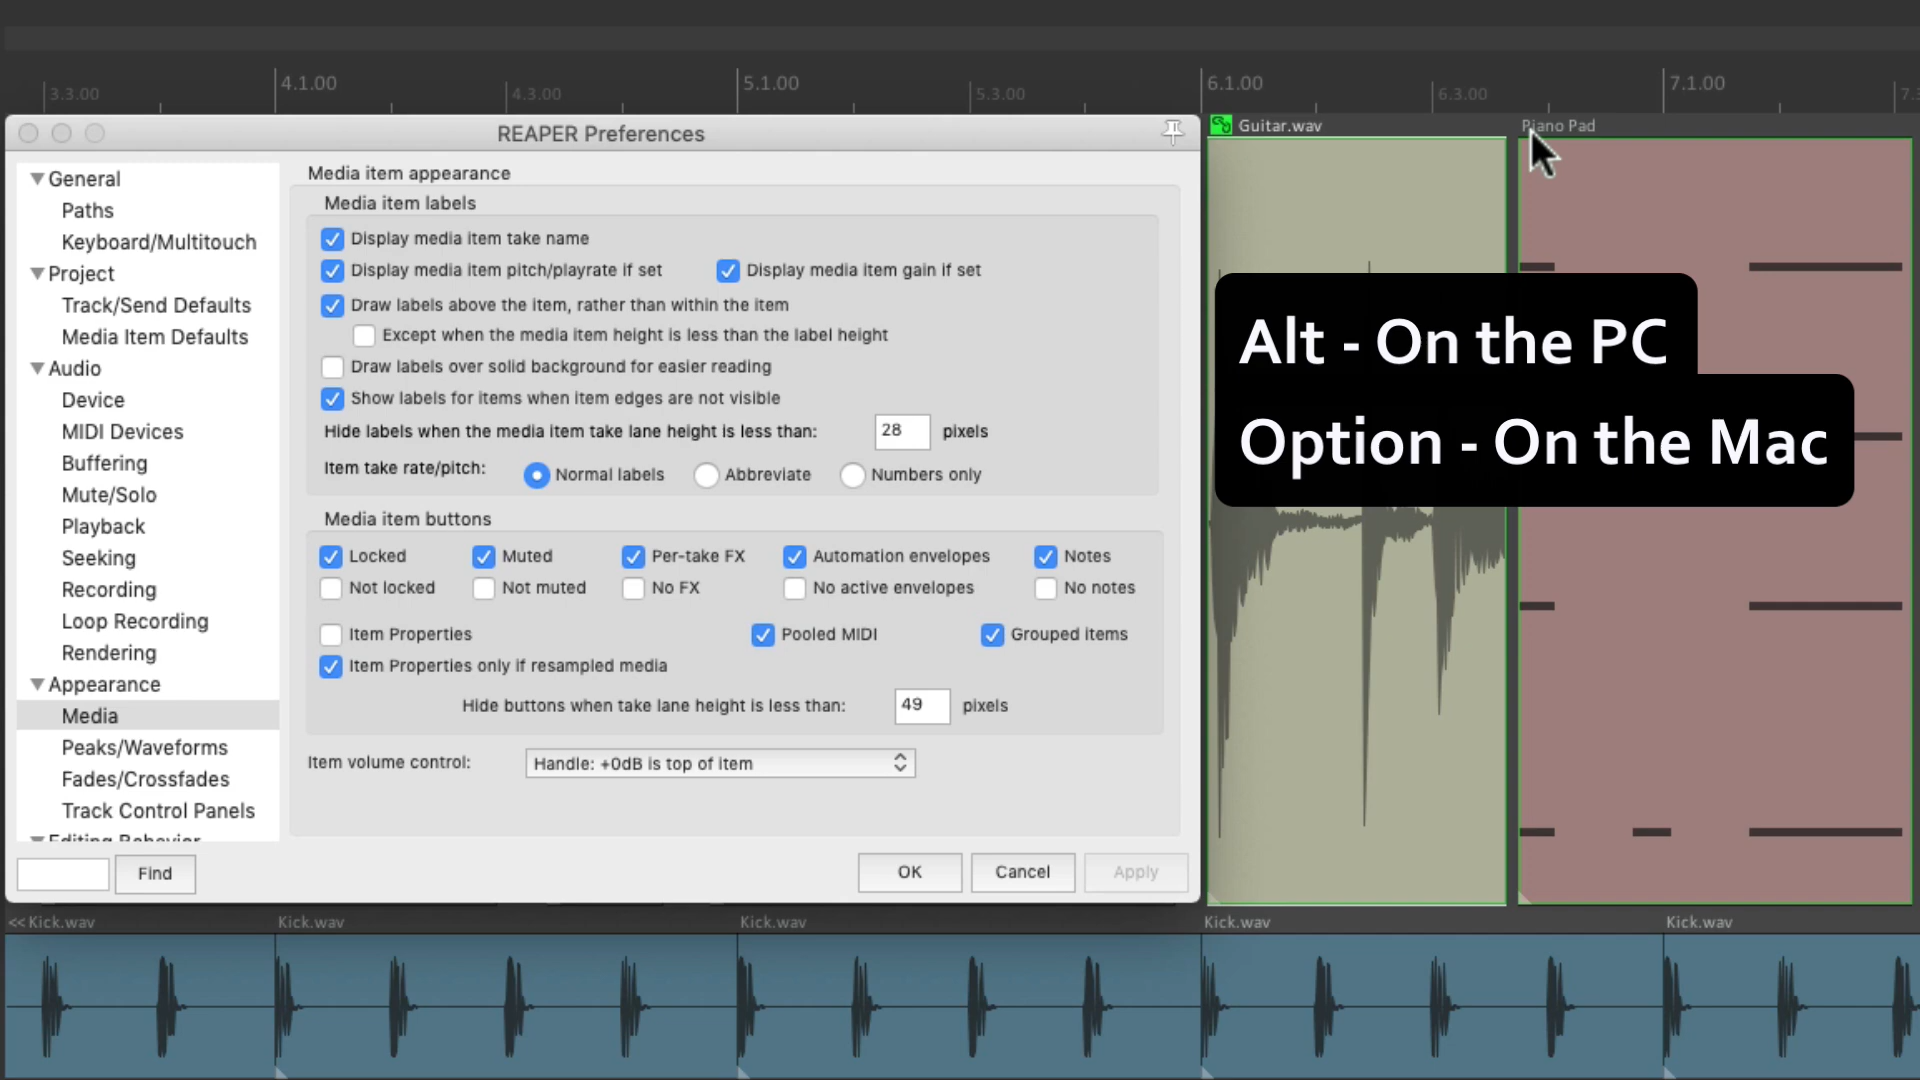 3.3.00
4.1.00
4.3.00
5.1.00
5.3.00
6.1.00
6.3.00
7.1.00
REAPER Preferences
Guitar.wav
Piano Pad
General
Paths
Keyboard/Multitouch
Project
Track/Send Defaults
Media Item Defaults
Audio
Device
MIDI Devices
Buffering
Mute/Solo
Playback
Seeking
Recording
Loop Recording
Rendering
Appearance
Media
Peaks/Waveforms
Fades/Crossfades
Track Control Panels
Editing Behavior
Find
Media item appearance
Media item labels
Display media item take name
Display media item pitch/playrate if set
Display media item gain if set
Draw labels above the item, rather than within the item
Except when the media item height is less than the label height
Draw labels over solid background for easier reading
Show labels for items when item edges are not visible
Hide labels when the media item take lane height is less than: 28 pixels
Item take rate/pitch: Normal labels Abbreviate Numbers only
Media item buttons
Locked Muted Per-take FX Automation envelopes Notes
Not locked Not muted No FX No active envelopes No notes
Item Properties Pooled MIDI Grouped items
Item Properties only if resampled media
Hide buttons when take lane height is less than: 49 pixels
Item volume control: Handle: +0dB is top of item
OK Cancel Apply
Alt - On the PC
Option - On the Mac
<< Kick.wav
Kick.wav
Kick.wav
Kick.wav
Kick.wav